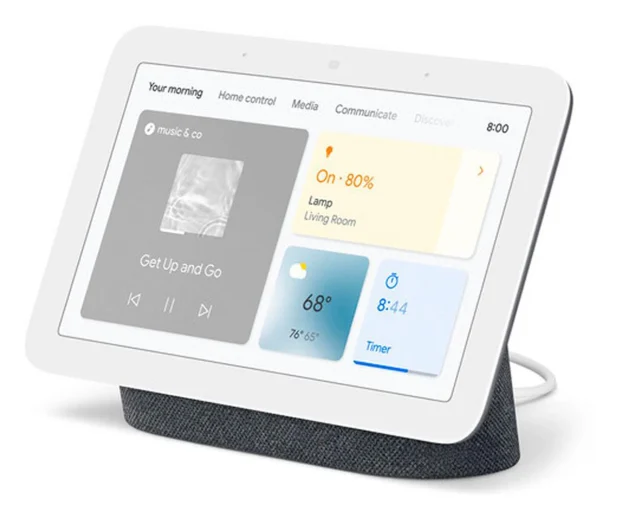 Your morning Home control Media Communicate Discover 8:00
music & co
Get Up and Go
On · 80%
Lamp
Living Room
68°
76° 65°
8:44
Timer